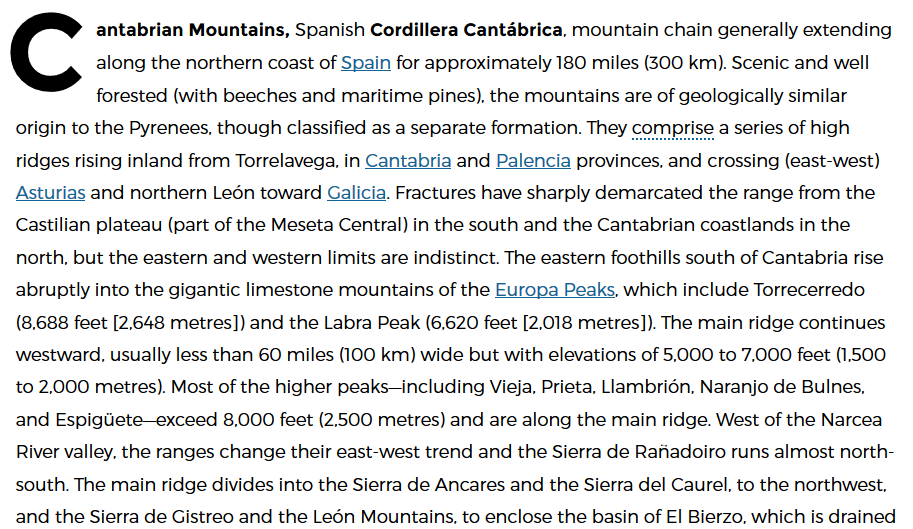 Cantabrian Mountains, Spanish Cordillera Cantábrica, mountain chain generally extending
along the northern coast of Spain for approximately 180 miles (300 km). Scenic and well
forested (with beeches and maritime pines), the mountains are of geologically similar
origin to the Pyrenees, though classified as a separate formation. They comprise a series of high
ridges rising inland from Torrelavega, in Cantabria and Palencia provinces, and crossing (east-west)
Asturias and northern León toward Galicia. Fractures have sharply demarcated the range from the
Castilian plateau (part of the Meseta Central) in the south and the Cantabrian coastlands in the
north, but the eastern and western limits are indistinct. The eastern foothills south of Cantabria rise
abruptly into the gigantic limestone mountains of the Europa Peaks, which include Torrecerredo
(8,688 feet [2,648 metres]) and the Labra Peak (6,620 feet [2,018 metres]). The main ridge continues
westward, usually less than 60 miles (100 km) wide but with elevations of 5,000 to 7,000 feet (1,500
to 2,000 metres). Most of the higher peaks—including Vieja, Prieta, Llambrión, Naranjo de Bulnes,
and Espigüete—exceed 8,000 feet (2,500 metres) and are along the main ridge. West of the Narcea
River valley, the ranges change their east-west trend and the Sierra de Rañadoiro runs almost north-
south. The main ridge divides into the Sierra de Ancares and the Sierra del Caurel, to the northwest,
and the Sierra de Gistreo and the León Mountains, to enclose the basin of El Bierzo, which is drained